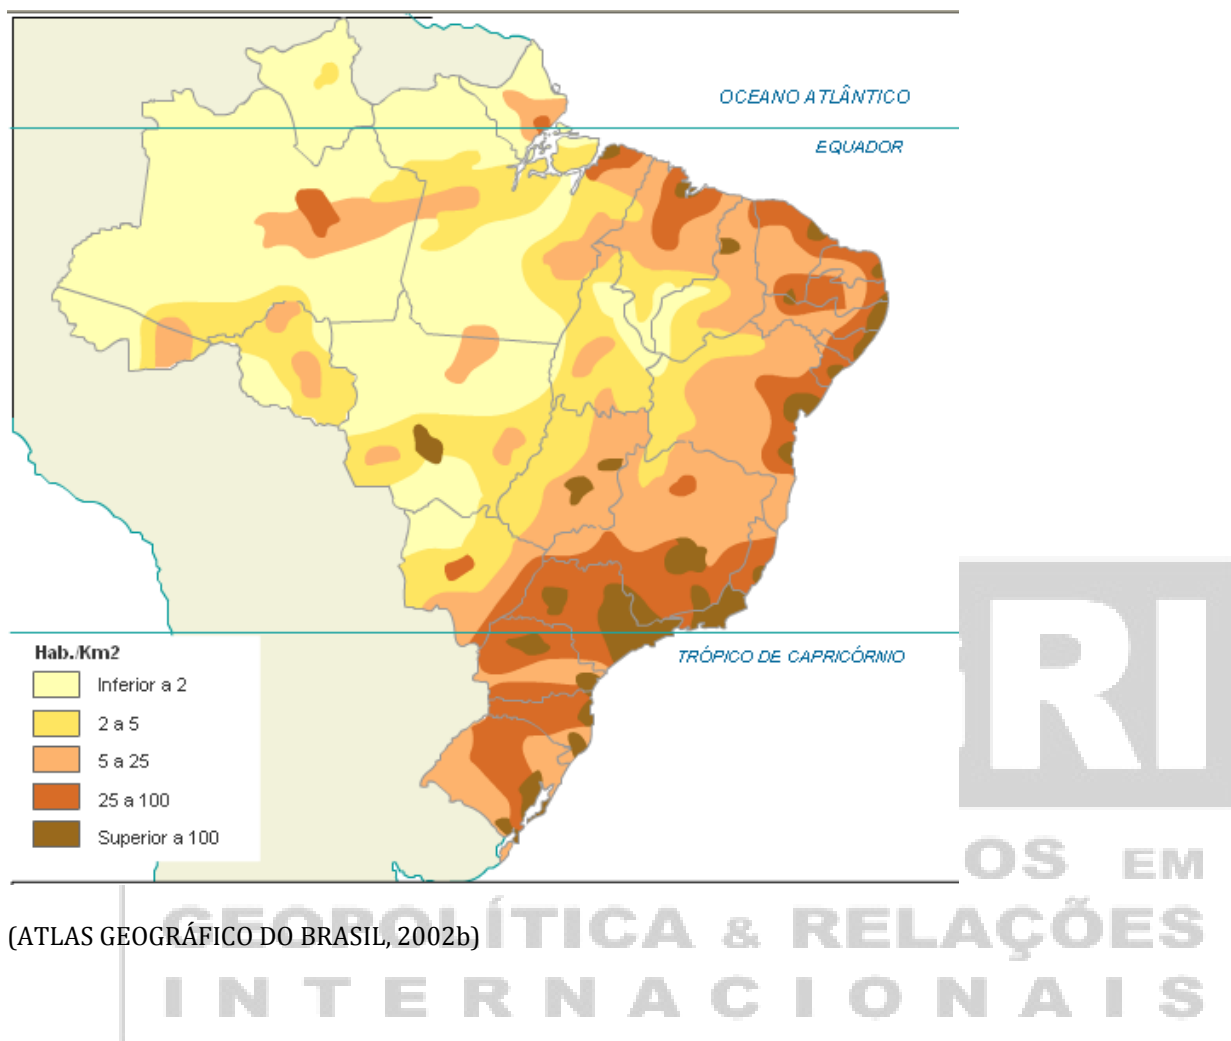 OCEANO ATLÂNTICO
EQUADOR
TRÓPICO DE CAPRICÓRNIO
Hab./Km2
Inferior a 2
2 a 5
5 a 25
25 a 100
Superior a 100
RI
OS EM
(ATLAS GEOGRÁFICO DO BRASIL, 2002b)
GEOPOLÍTICA & RELAÇÕES
INTERNACIONAIS